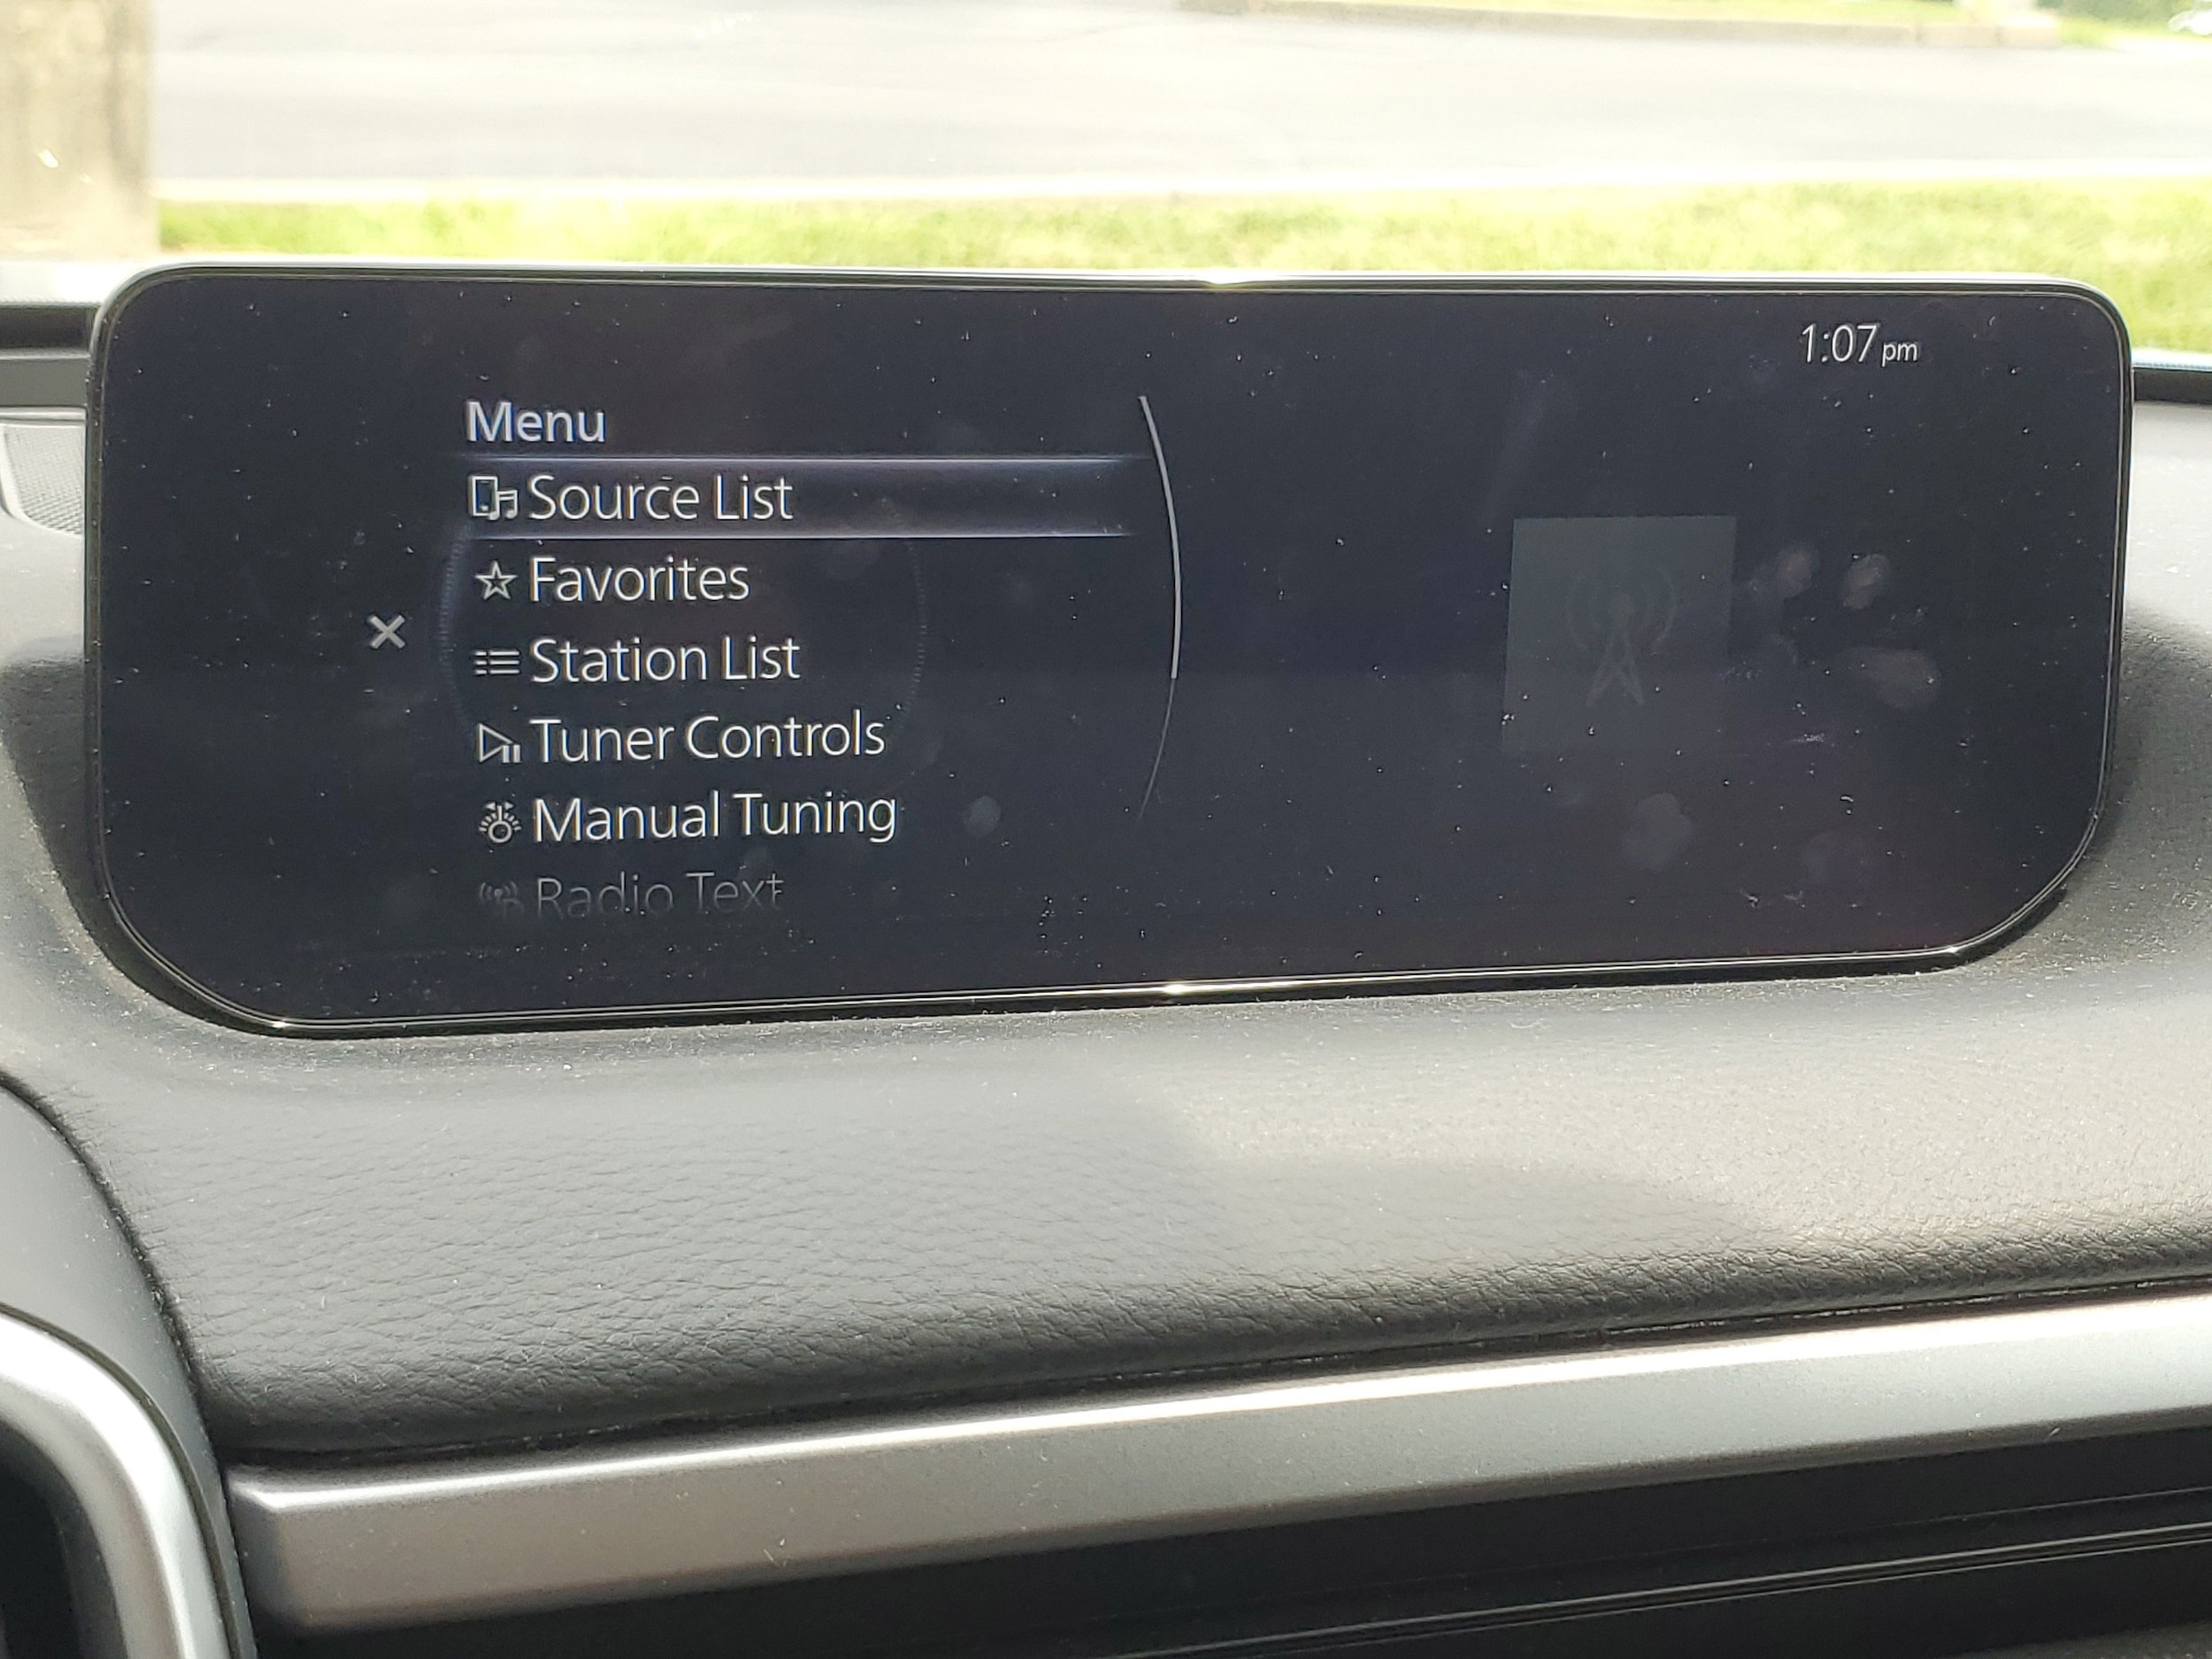 1:07 pm
Menu
Source List
Favorites
Station List
Tuner Controls
Manual Tuning
Radio Text